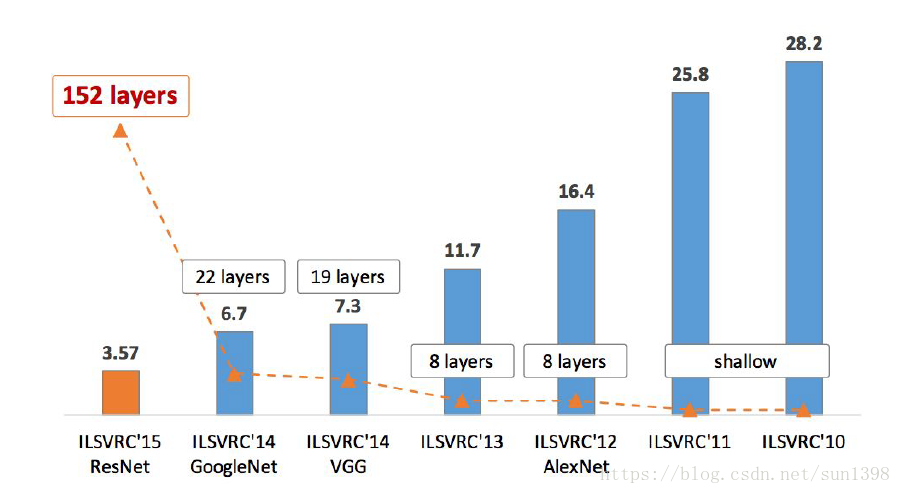 28.2
25.8
152 layers
16.4
11.7
22 layers
19 layers
6.7
7.3
3.57
8 layers
8 layers
shallow
ILSVRC'15
ResNet
ILSVRC'14
GoogleNet
ILSVRC'14
VGG
ILSVRC'13
ILSVRC'12
AlexNet
ILSVRC'11
ILSVRC'10
https://blog.csdn.net/sun1398